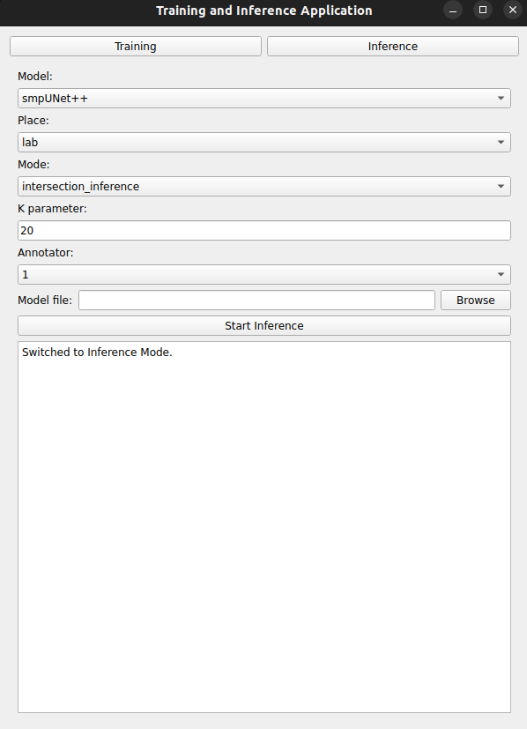 Training and Inference Application
Training Inference
Model:
smpUNet++
Place:
lab
Mode:
intersection_inference
K parameter:
20
Annotator:
1
Model file: Browse
Start Inference
Switched to Inference Mode.